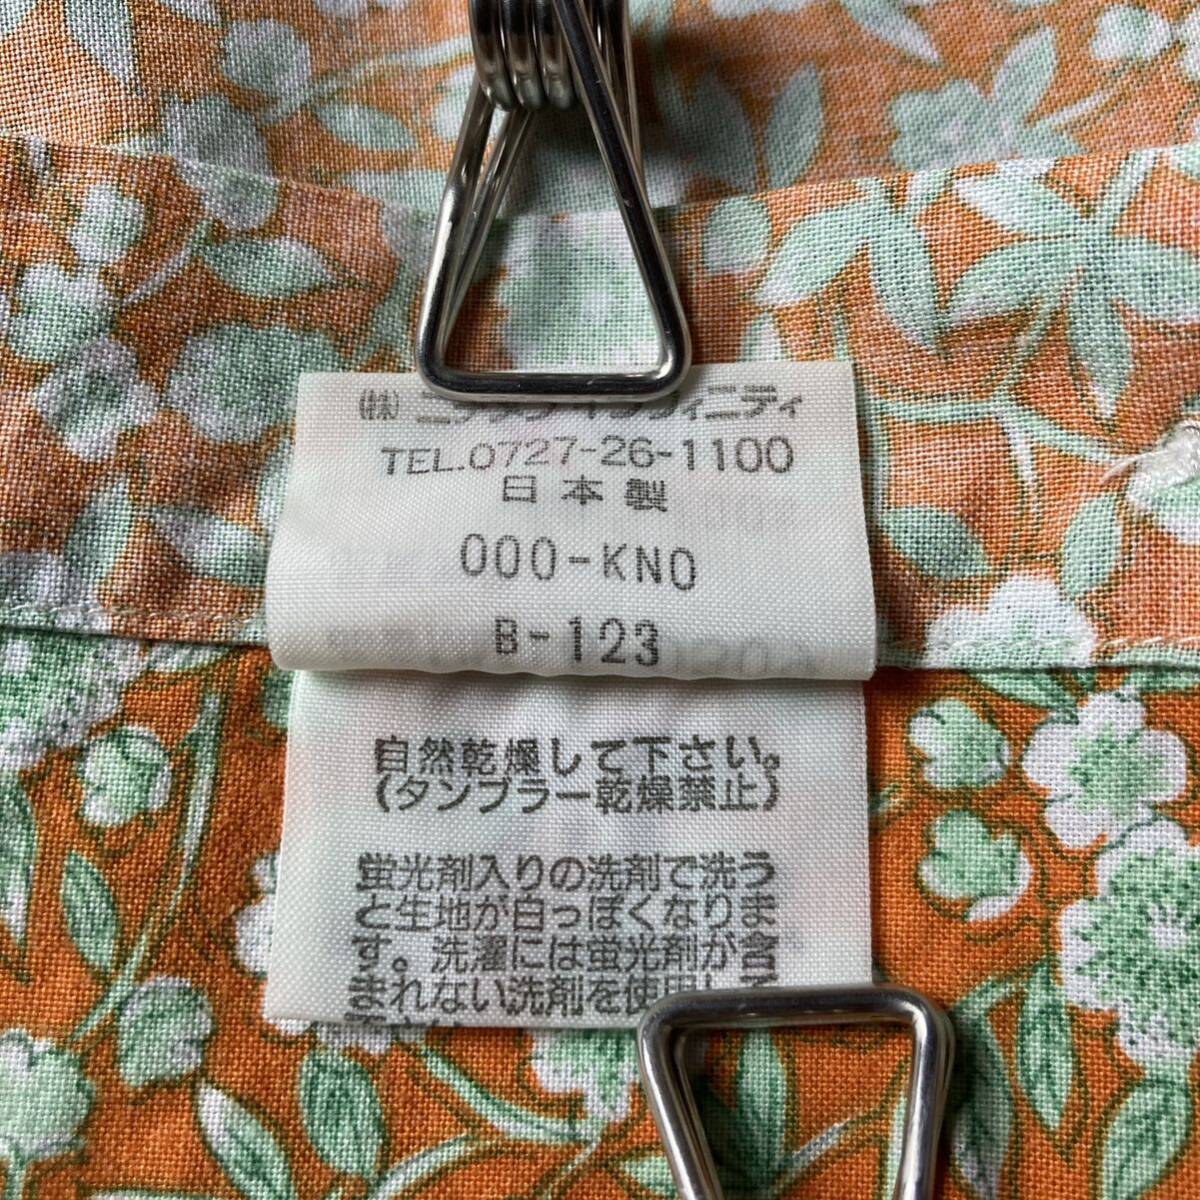 (株)
TEL.0727-26-1100
日本製
000-KNO
B-123
自然乾燥して下さい。
(タンブラー乾燥禁止)
蛍光剤入りの洗剤で洗う
と生地が白っぽくなりま
す。洗濯には蛍光剤が含
まれない洗剤を使用し